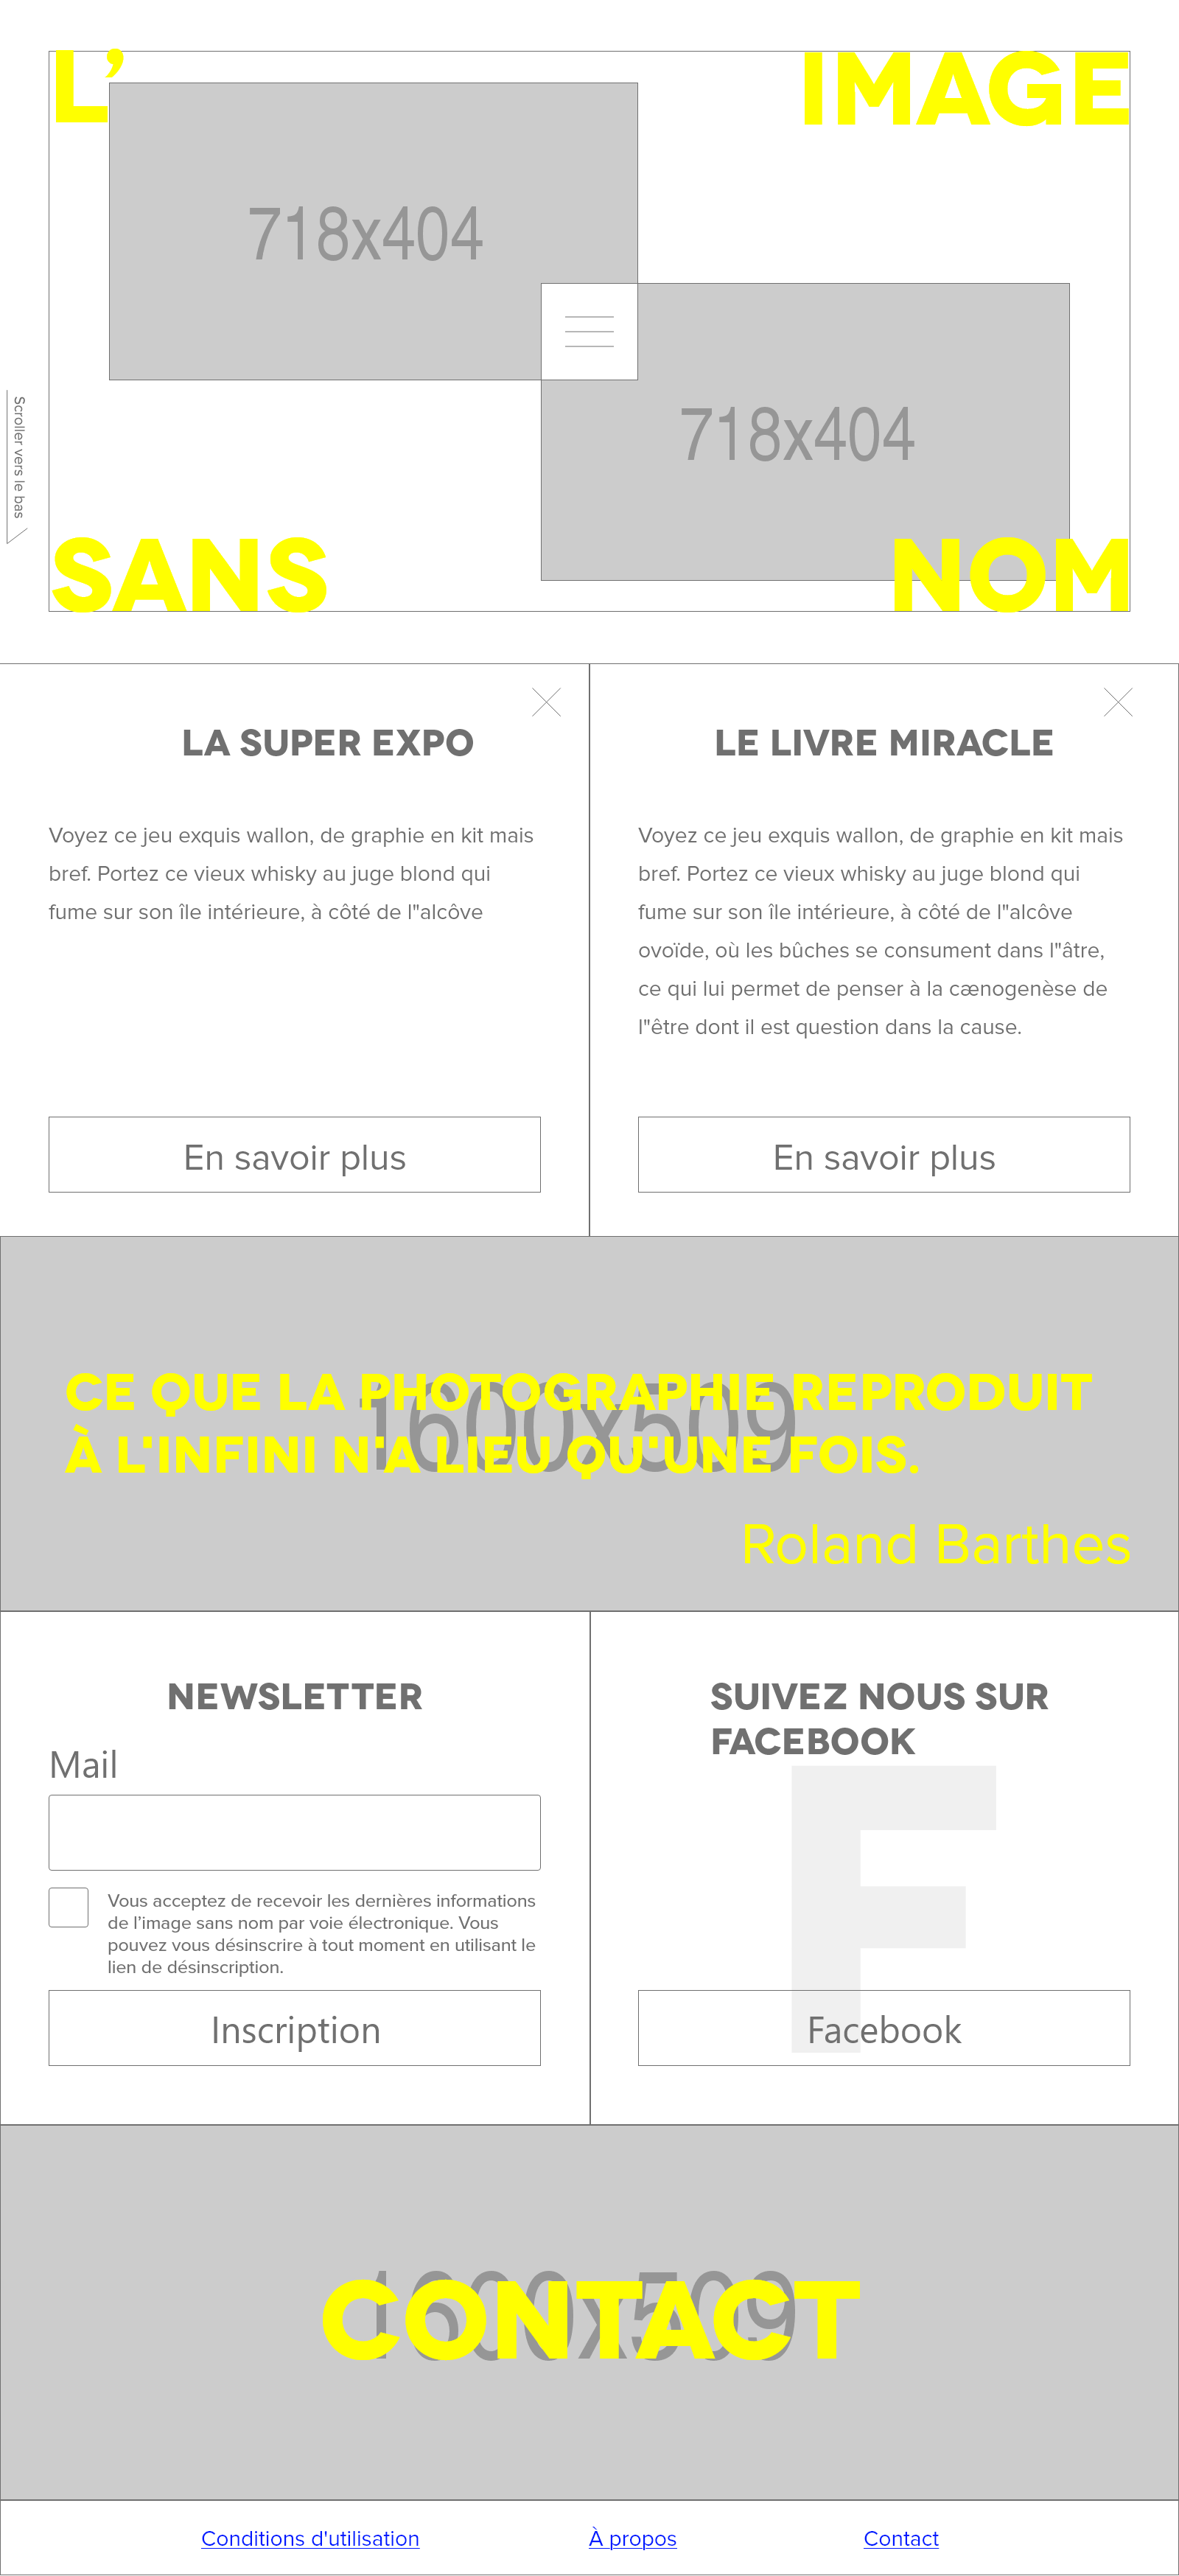 L’
IMAGE
718x404
718x404
Scroller vers le bas
SANS
NOM
LA SUPER EXPO
Voyez ce jeu exquis wallon, de graphie en kit mais
bref. Portez ce vieux whisky au juge blond qui
fume sur son île intérieure, à côté de l"alcôve
En savoir plus
LE LIVRE MIRACLE
Voyez ce jeu exquis wallon, de graphie en kit mais
bref. Portez ce vieux whisky au juge blond qui
fume sur son île intérieure, à côté de l"alcôve
ovoïde, où les bûches se consument dans l"âtre,
ce qui lui permet de penser à la cænogenèse de
l"être dont il est question dans la cause.
En savoir plus
1600x509
CE QUE LA PHOTOGRAPHIE REPRODUIT
À L'INFINI N'A LIEU QU'UNE FOIS.
Roland Barthes
NEWSLETTER
Mail
Vous acceptez de recevoir les dernières informations
de l’image sans nom par voie électronique. Vous
pouvez vous désinscrire à tout moment en utilisant le
lien de désinscription.
Inscription
SUIVEZ NOUS SUR
FACEBOOK
F
Facebook
1600x509
CONTACT
Conditions d'utilisation
À propos
Contact